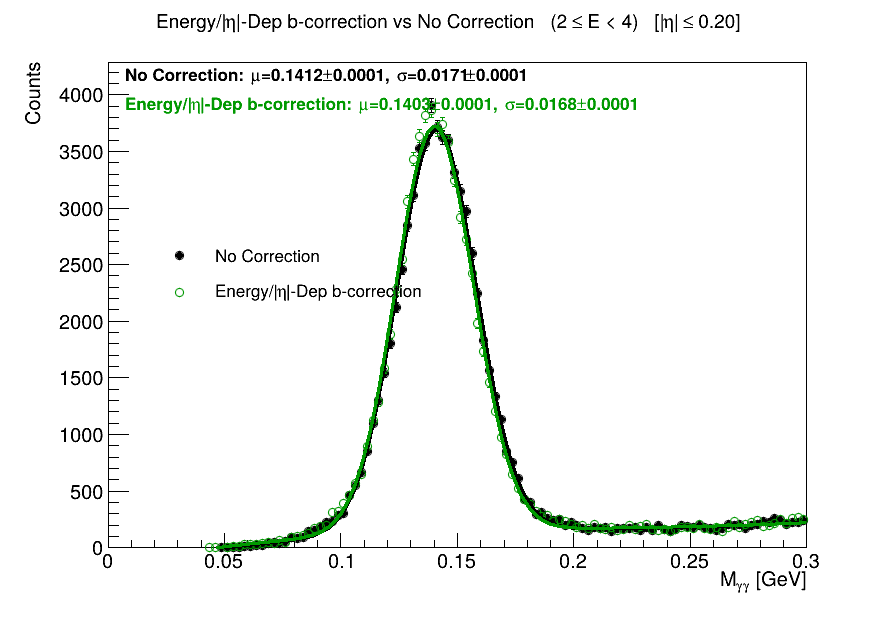 Energy/|η|-Dep b-correction vs No Correction (2 ≤ E < 4) [|η| ≤ 0.20]
Counts
No Correction: μ=0.1412±0.0001, σ=0.0171±0.0001
Energy/|η|-Dep b-correction: μ=0.1403±0.0001, σ=0.0168±0.0001
4000
3500
3000
2500
2000
1500
1000
500
0
No Correction
Energy/|η|-Dep b-correction
0 0.05 0.1 0.15 0.2 0.25 0.3
Mγγ [GeV]